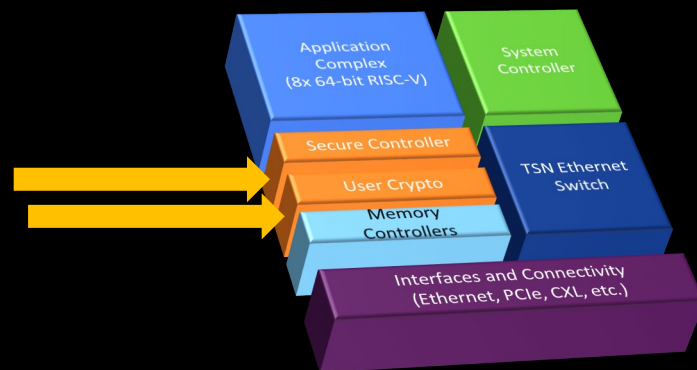 Application
Complex
(8x 64-bit RISC-V)
System
Controller
Secure Controller
User Crypto
TSN Ethernet
Switch
Memory
Controllers
Interfaces and Connectivity
(Ethernet, PCIe, CXL, etc.)